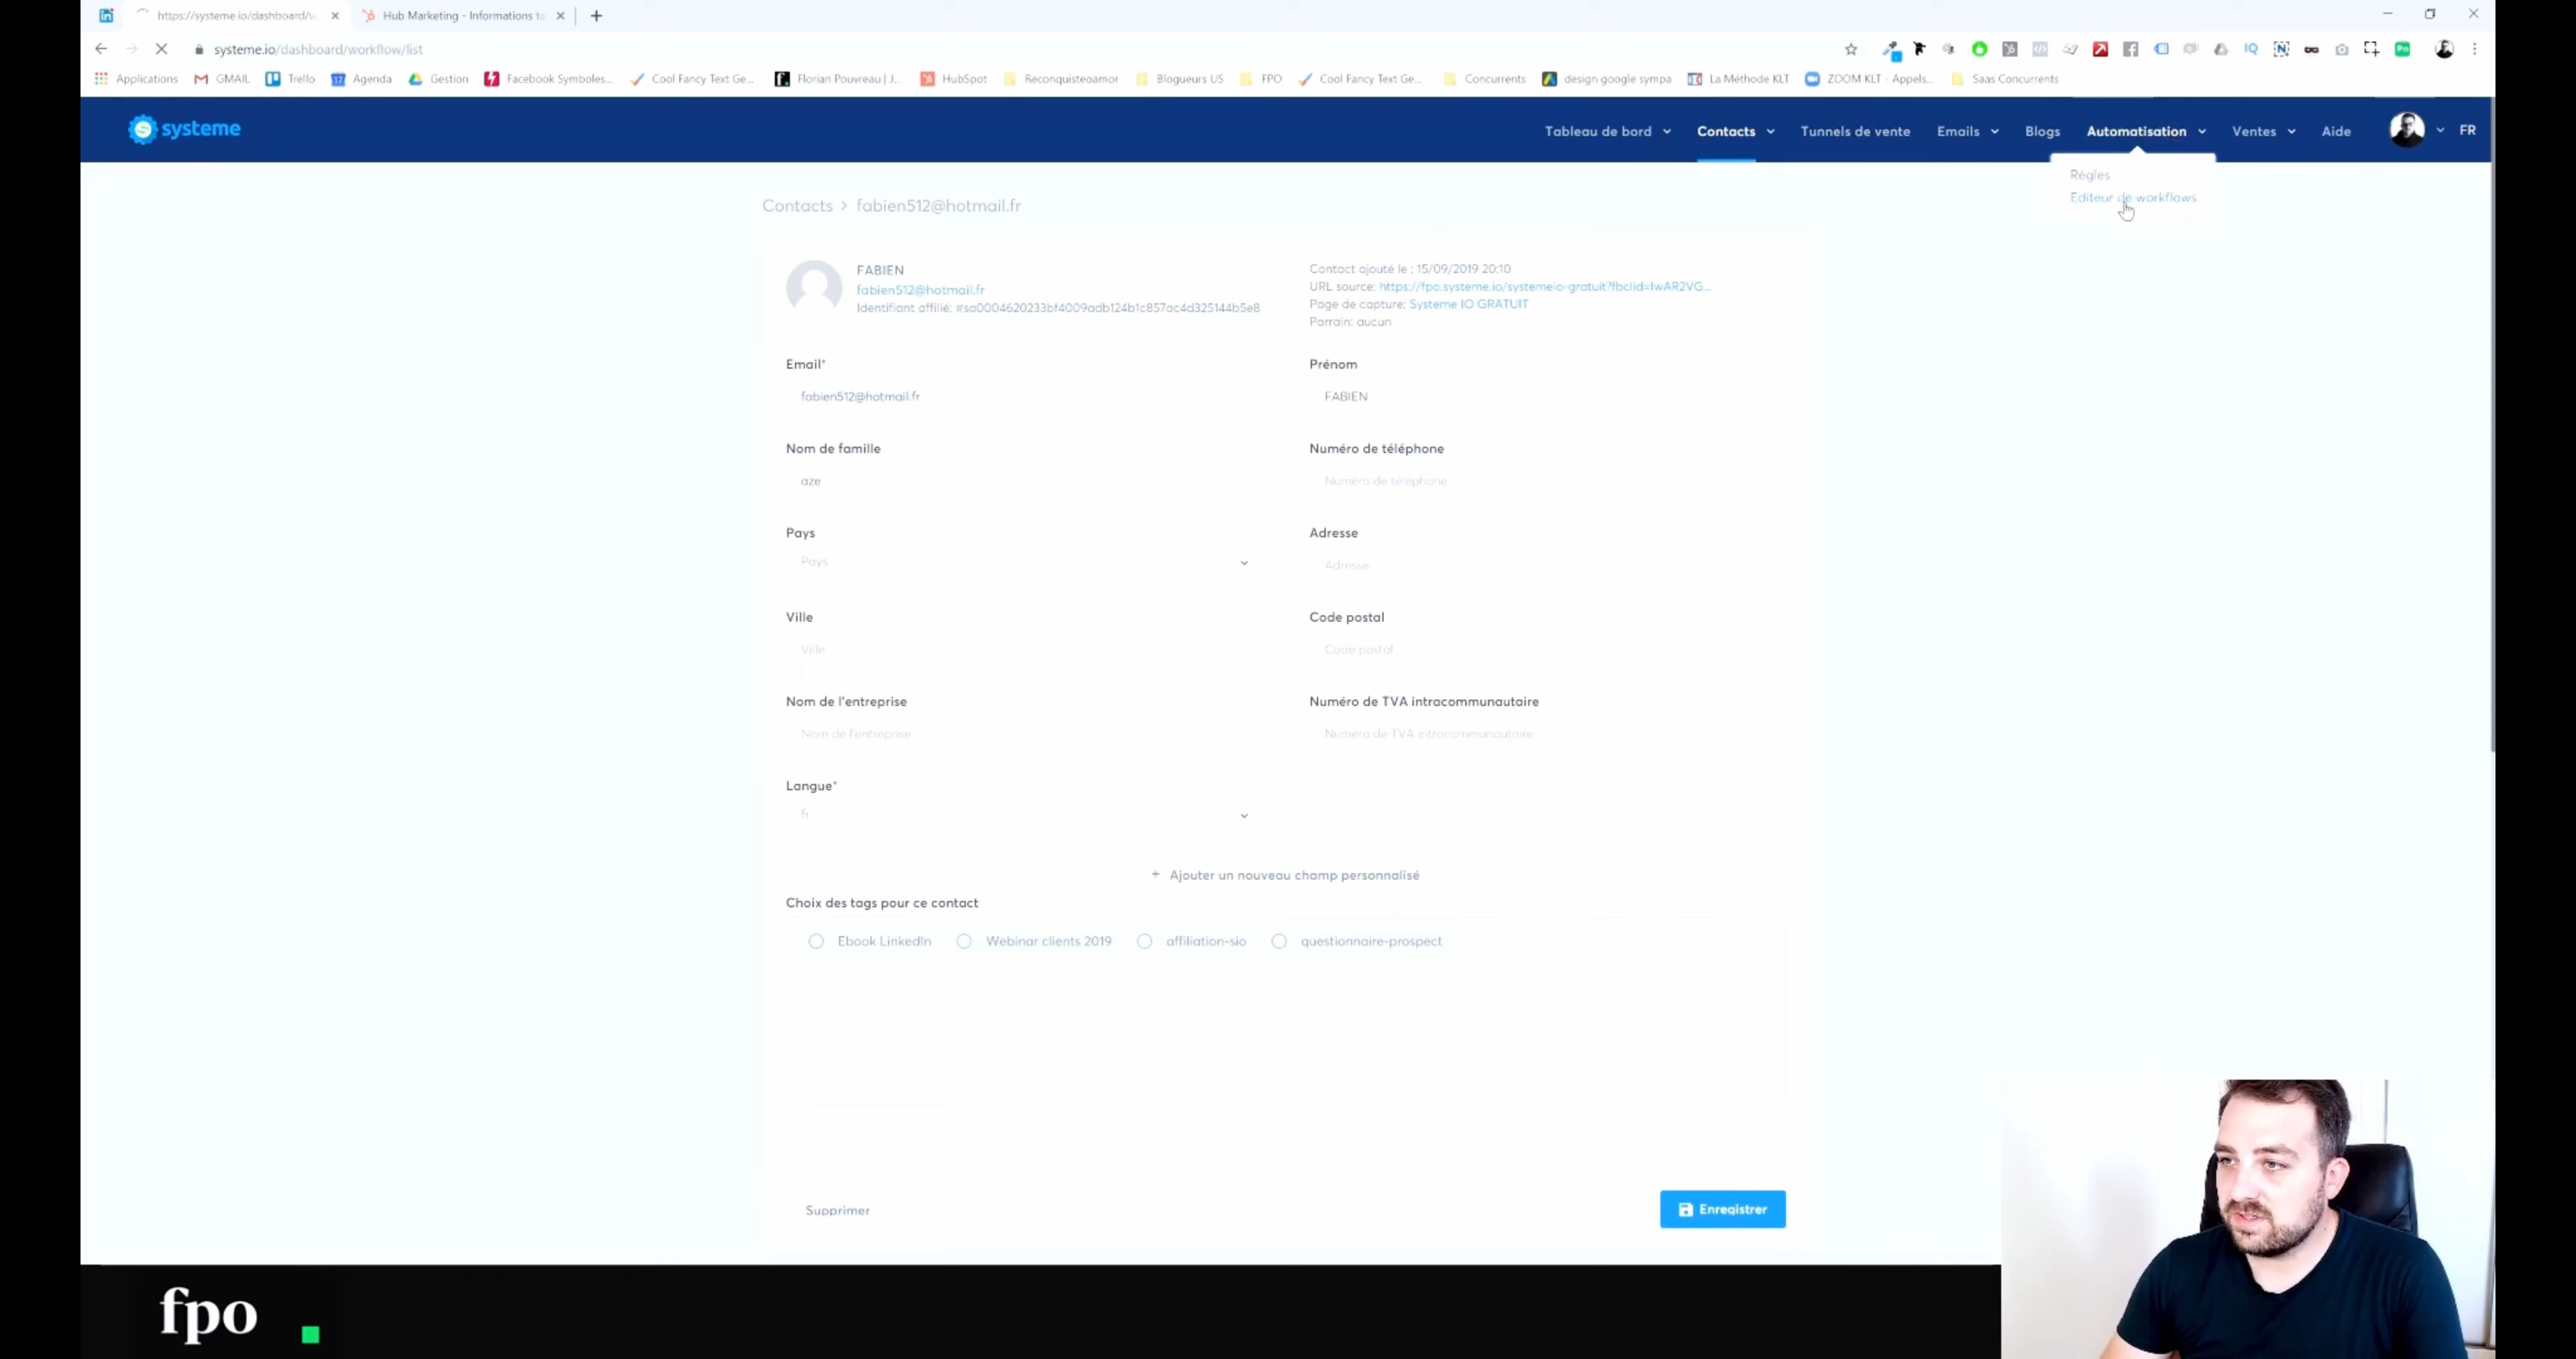 https://systeme.io/dashboard/w
Hub Marketing - Informations ta
systeme.io/dashboard/workflow/list
Applications GMAIL Trello Agenda Gestion Facebook Symboles... Cool Fancy Text Ge... Florian Pouvreau | J... HubSpot Reconquisteoamor Blogueurs US FPO Cool Fancy Text Ge... Concurrents design google sympa La Méthode KLT ZOOM KLT - Appels... Saas Concurrents
systeme
Tableau de bord Contacts Tunnels de vente Emails Blogs Automatisation Ventes Aide FR
Règles
Editeur de workflows
Contacts > fabien512@hotmail.fr
FABIEN
fabien512@hotmail.fr
Identifiant affilié: #sa0004620233bf4009adb124b1c857ac4d325144b5e8
Contact ajouté le : 15/09/2019 20:10
URL source: https://fpo.systeme.io/systemeio-gratuit?fbclid=IwAR2VG...
Page de capture: Systeme IO GRATUIT
Parrain: aucun
Email* Prénom
fabien512@hotmail.fr FABIEN
Nom de famille Numéro de téléphone
aze Numéro de téléphone
Pays Adresse
Pays Adresse
Ville Code postal
Ville Code postal
Nom de l'entreprise Numéro de TVA intracommunautaire
Nom de l'entreprise Numéro de TVA intracommunautaire
Langue*
fr
+ Ajouter un nouveau champ personnalisé
Choix des tags pour ce contact
Ebook LinkedIn Webinar clients 2019 affiliation-sio questionnaire-prospect
Supprimer Enregistrer
fpo